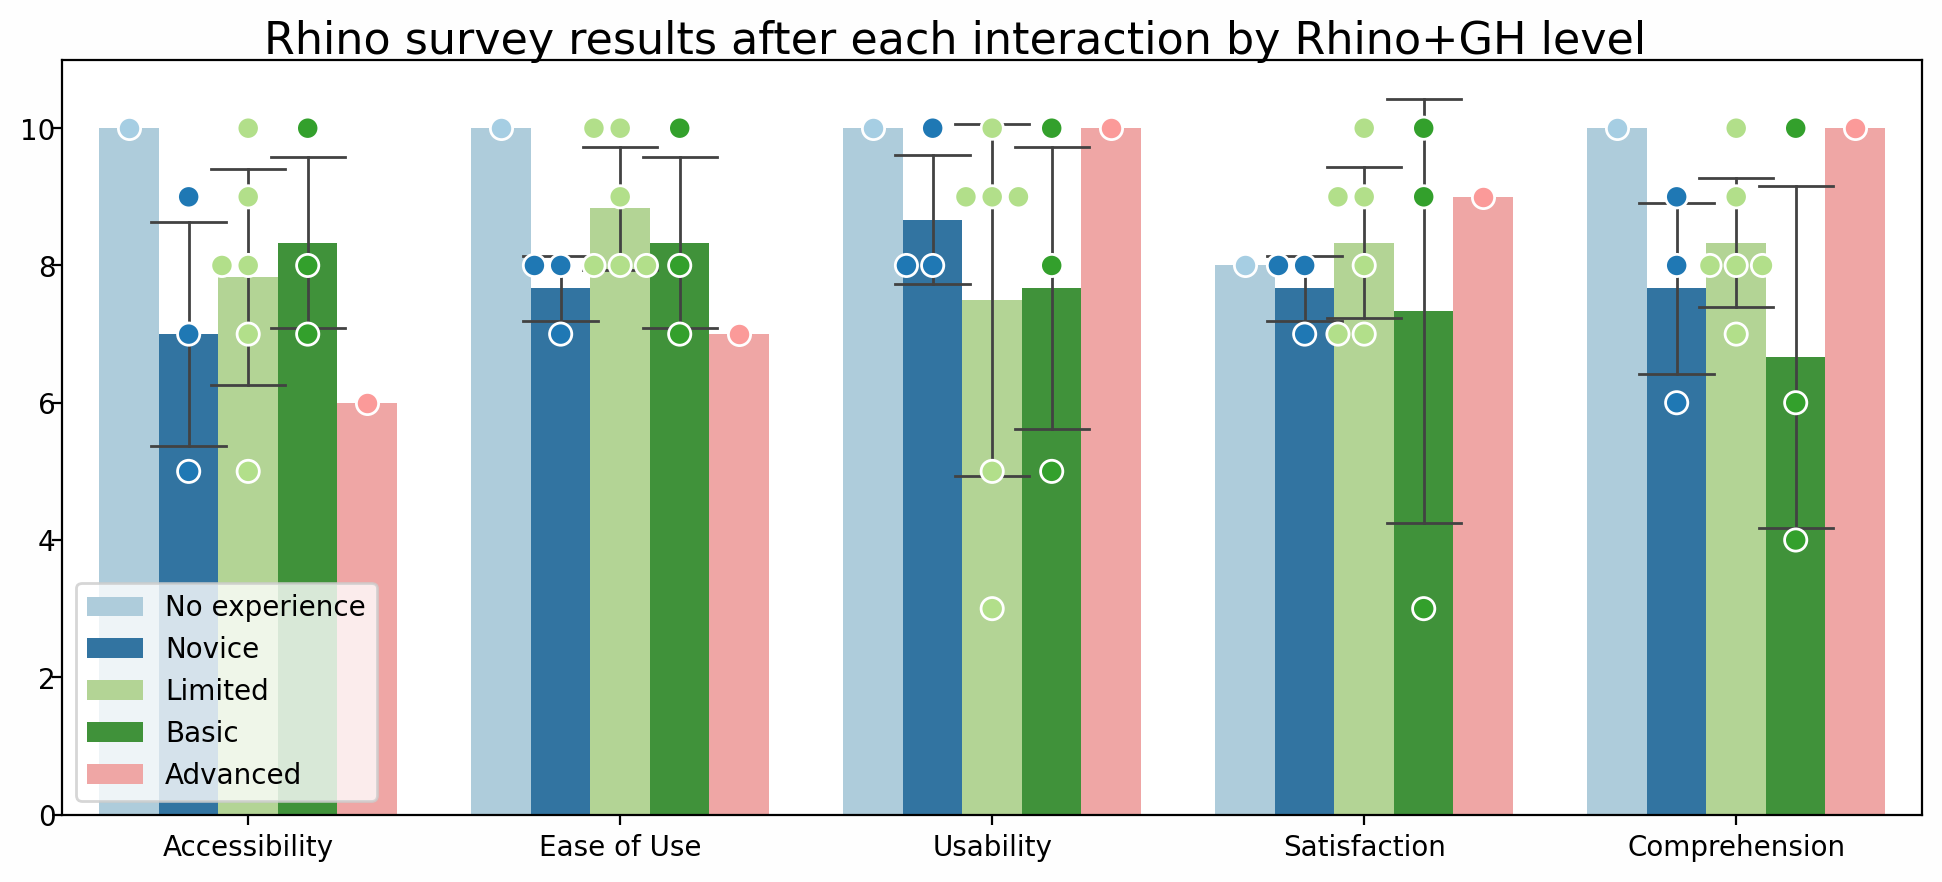 Rhino survey results after each interaction by Rhino+GH level
10
8
6
4
2
0
No experience
Novice
Limited
Basic
Advanced
Accessibility
Ease of Use
Usability
Satisfaction
Comprehension